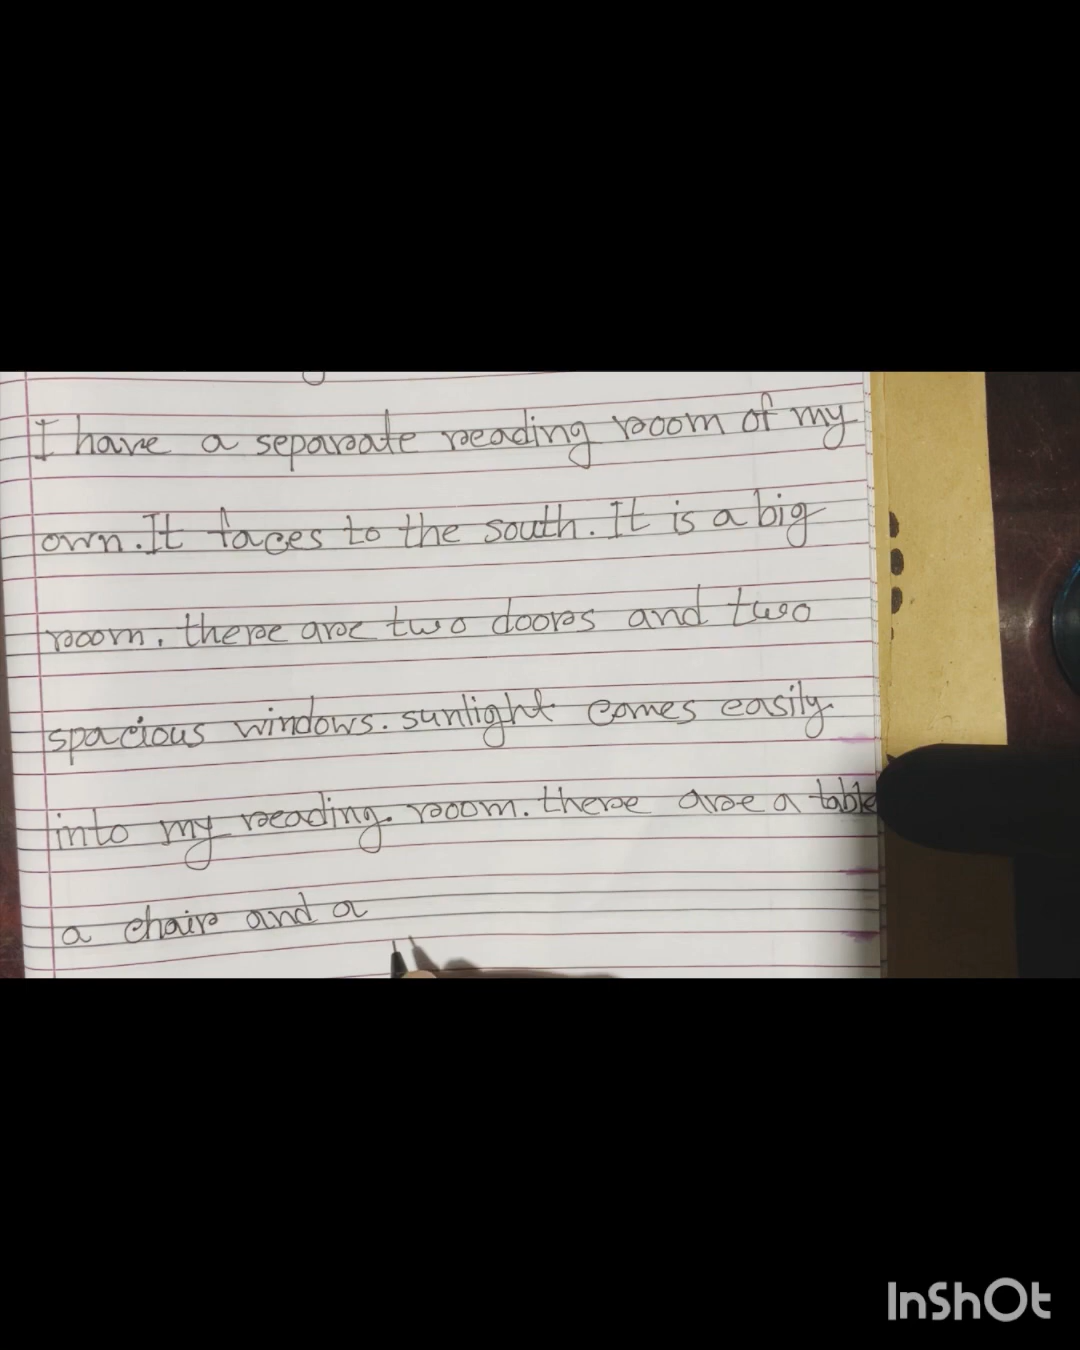 I have a separate reading room of my
own. It faces to the south. It is a big
room. there are two doors and two
spacious windows. sunlight comes easily
into my reading room. there are a table
a chair and a
InShOt